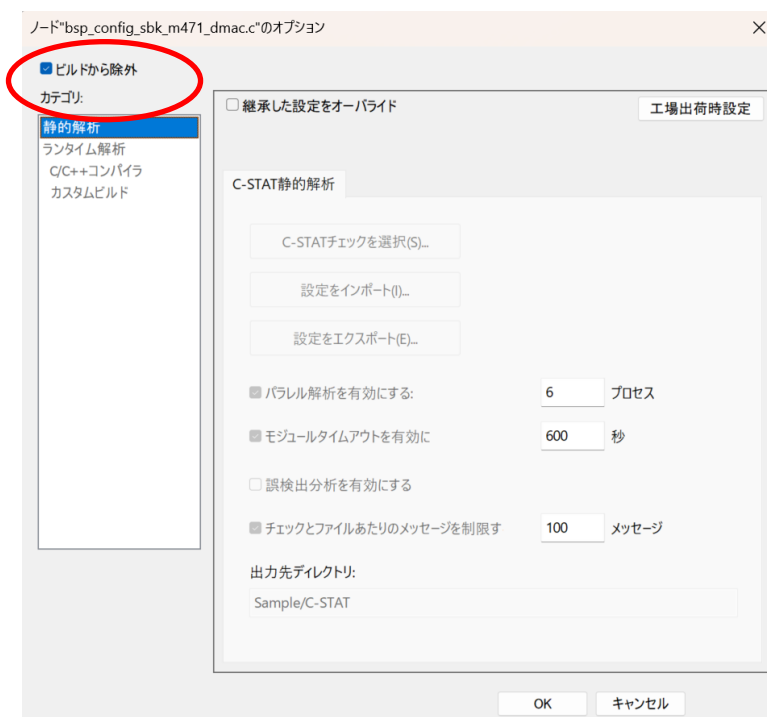 ノード"bsp_config_sbk_m471_dmac.c"のオプション
ビルドから除外
カテゴリ:
静的解析
ランタイム解析
C/C++コンパイラ
カスタムビルド
継承した設定をオーバライド
工場出荷時設定
C-STAT静的解析
C-STATチェックを選択(S)...
設定をインポート(I)...
設定をエクスポート(E)...
パラレル解析を有効にする: 6 プロセス
モジュールタイムアウトを有効に 600 秒
誤検出分析を有効にする
チェックとファイルあたりのメッセージを制限す 100 メッセージ
出力先ディレクトリ:
Sample/C-STAT
OK キャンセル